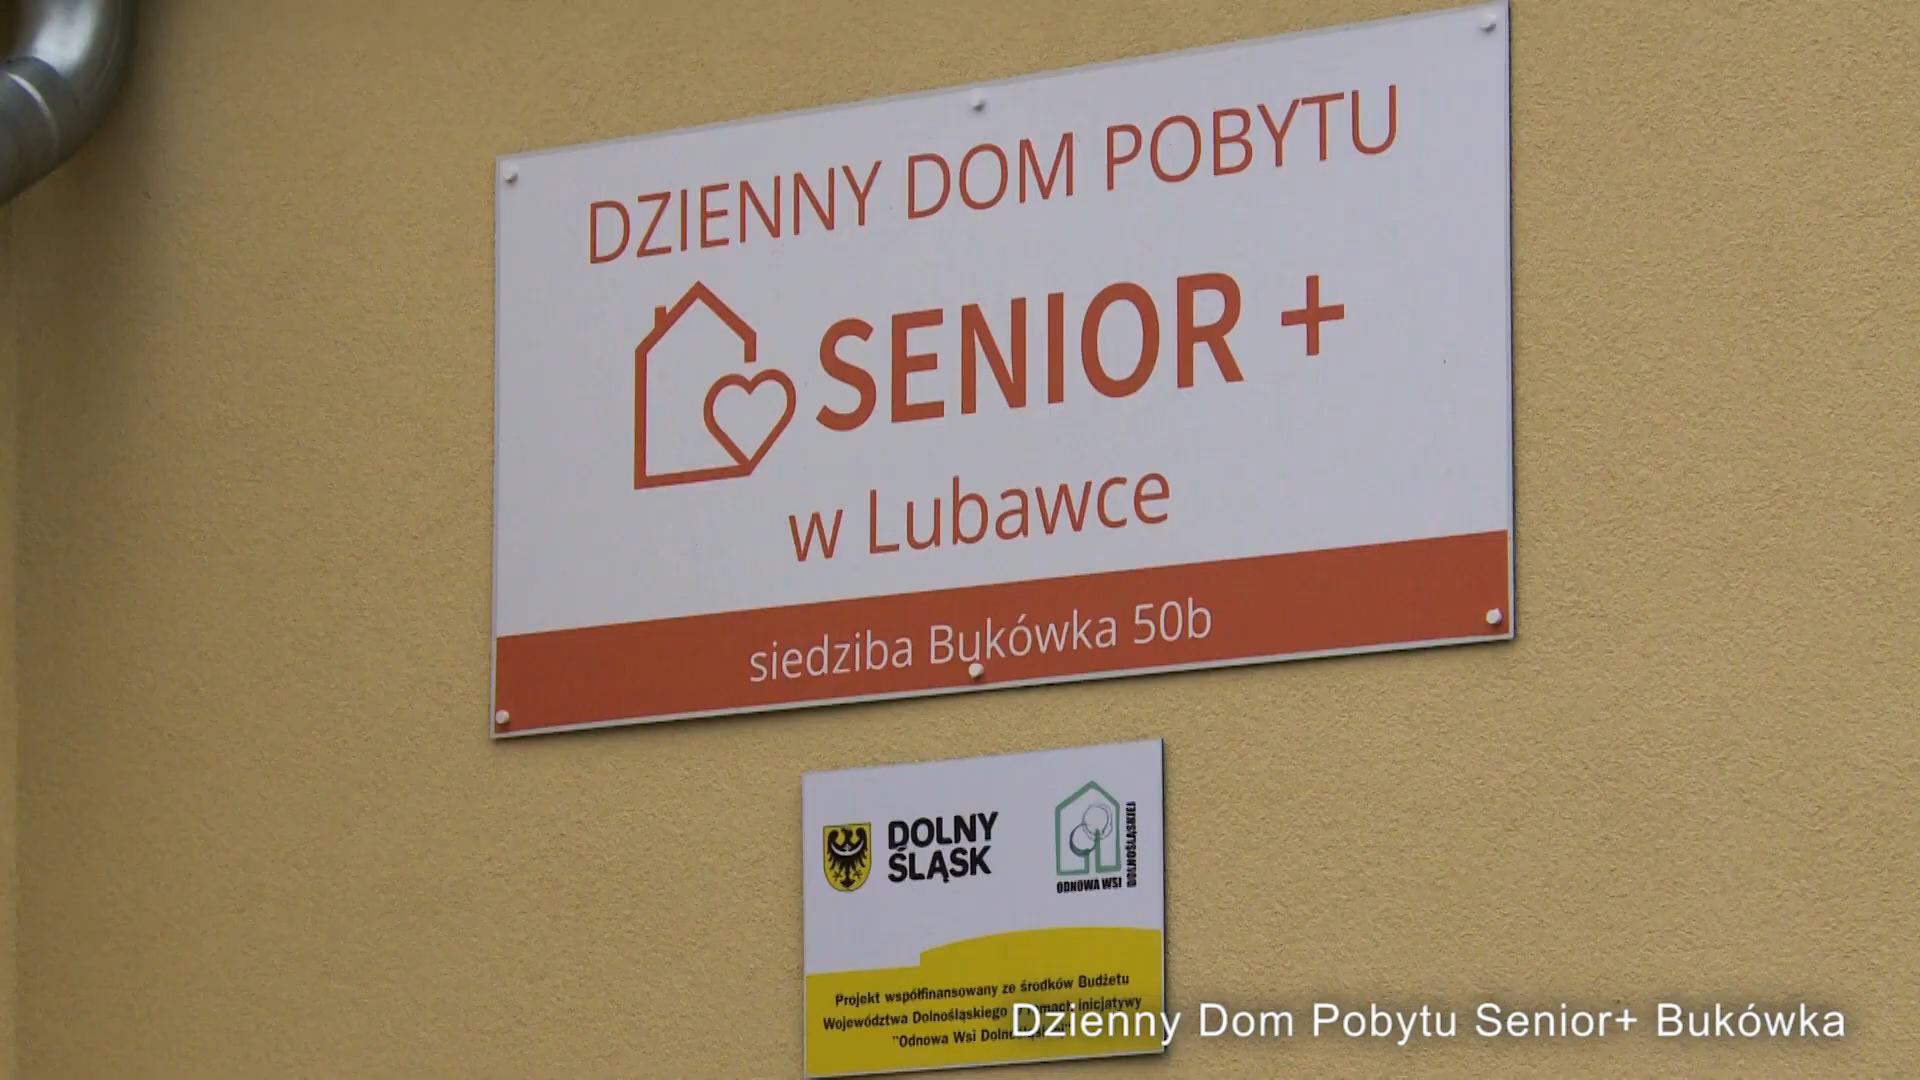 DZIENNY DOM POBYTU
SENIOR +
w Lubawce
siedziba Bukówka 50b
DOLNY
ŚLĄSK
ODNOWA WSI
DOLNOŚLĄSKIEJ
Projekt współfinansowany ze środków Budżetu
Województwa Dolnośląskiego ramach inicjatywy
"Odnowa Wsi
Dzienny Dom Pobytu Senior+ Bukówka